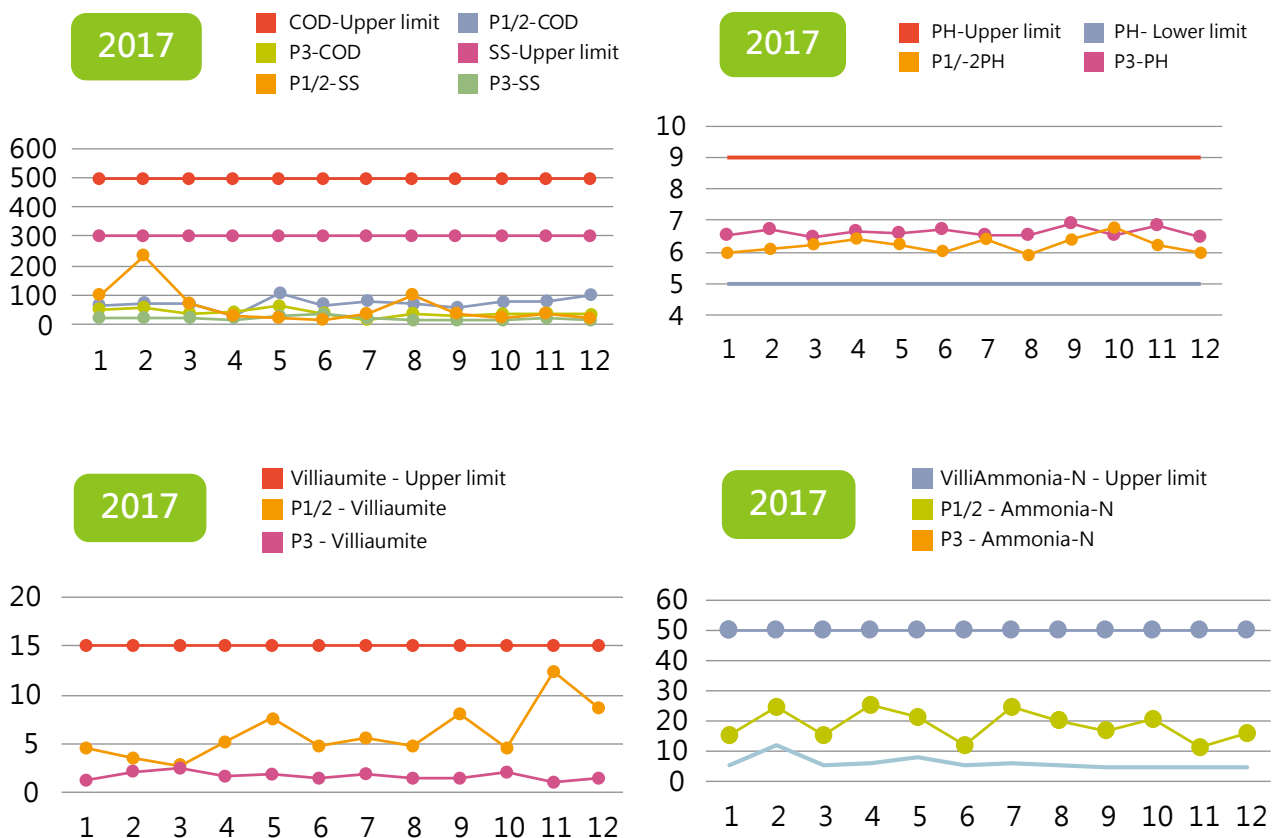 2017
COD-Upper limit P1/2-COD
P3-COD SS-Upper limit
P1/2-SS P3-SS
600
500
400
300
200
100
0
1 2 3 4 5 6 7 8 9 10 11 12
2017
PH-Upper limit PH- Lower limit
P1/-2PH P3-PH
10
9
8
7
6
5
4
1 2 3 4 5 6 7 8 9 10 11 12
2017
Villiaumite - Upper limit
P1/2 - Villiaumite
P3 - Villiaumite
20
15
10
5
0
1 2 3 4 5 6 7 8 9 10 11 12
2017
VilliAmmonia-N - Upper limit
P1/2 - Ammonia-N
P3 - Ammonia-N
60
50
40
30
20
10
0
1 2 3 4 5 6 7 8 9 10 11 12